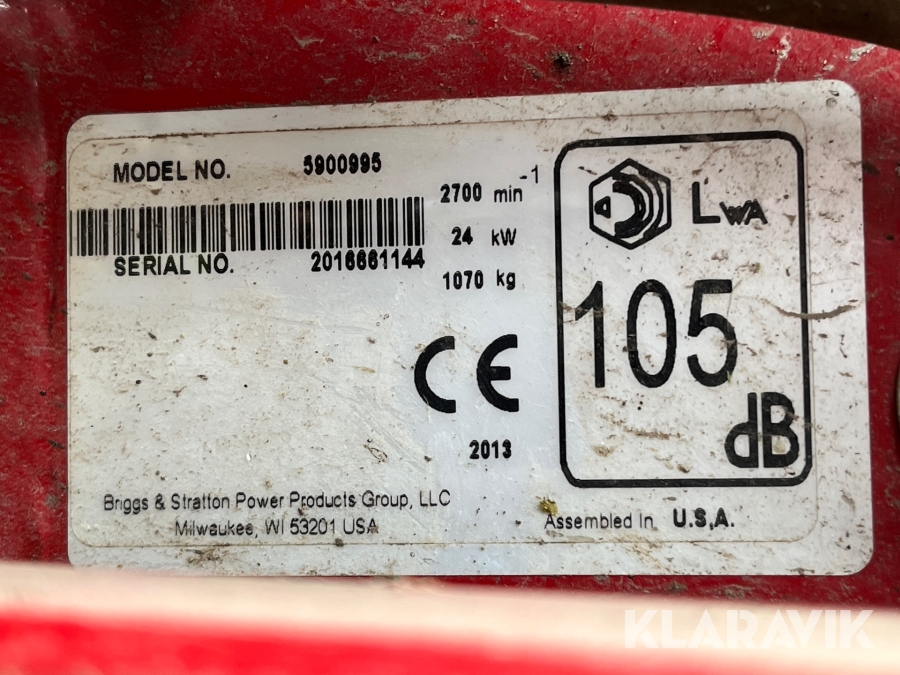 MODEL NO. 5900995
2700 min-1
SERIAL NO. 2016661144
24 kW
1070 kg
LWA
105
dB
CE
2013
Briggs & Stratton Power Products Group, LLC
Milwaukee, WI 53201 USA
Assembled in U.S.A.
KLARAVIK